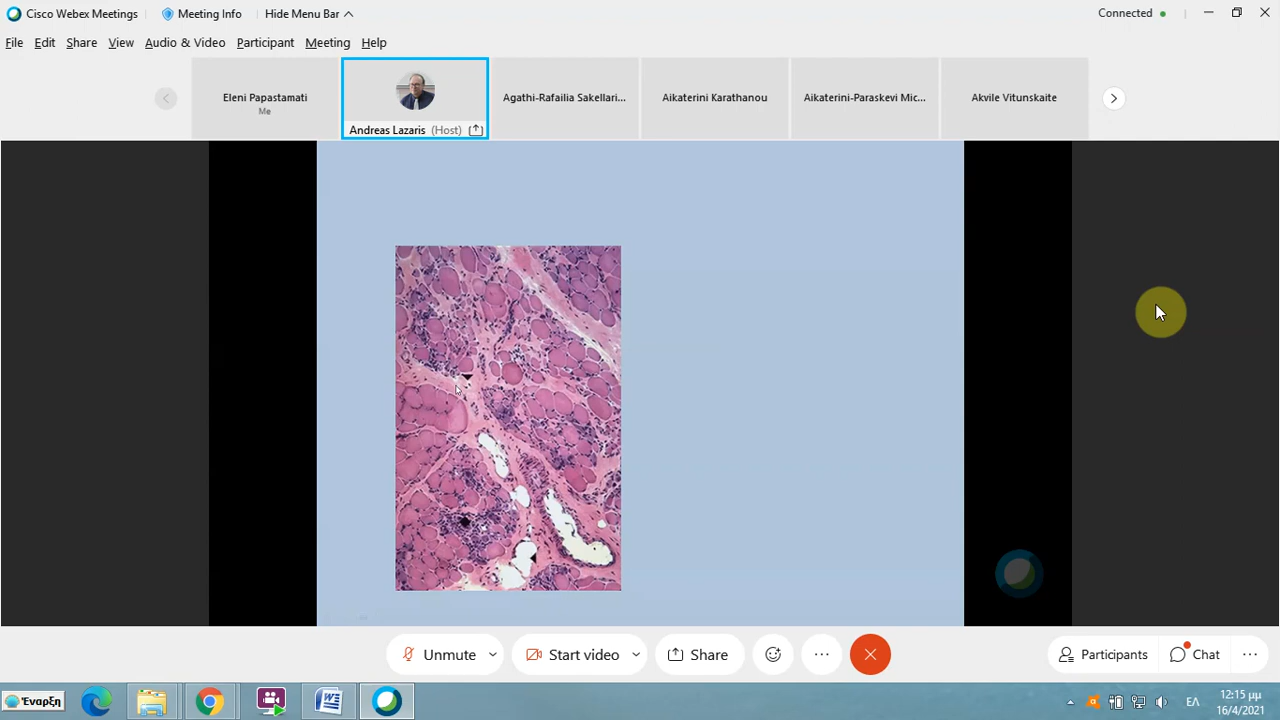 Cisco Webex Meetings Meeting Info Hide Menu Bar Connected
File Edit Share View Audio & Video Participant Meeting Help
Eleni Papastamati
Me
Andreas Lazaris (Host)
Agathi-Rafailia Sakellari...
Aikaterini Karathanou
Aikaterini-Paraskevi Mic...
Akvile Vitunskaite
Unmute Start video Share Participants Chat
Έναρξη
ΕΛ
12:15 μμ
16/4/2021